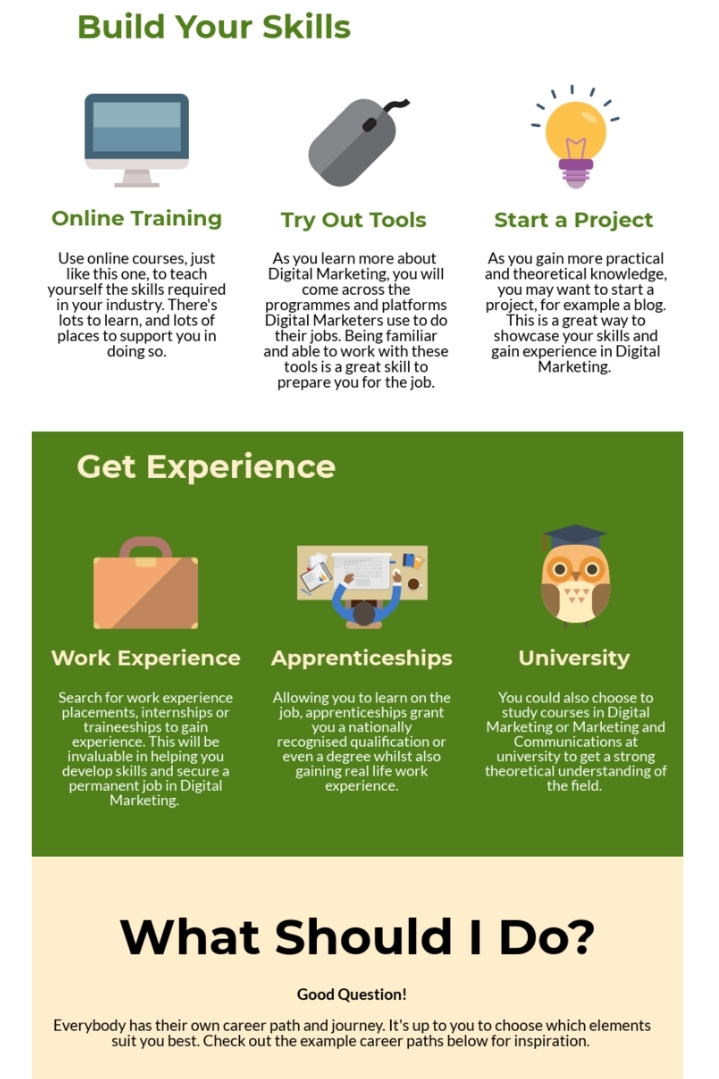 Build Your Skills
Online Training
Use online courses, just
like this one, to teach
yourself the skills required
in your industry. There's
lots to learn, and lots of
places to support you in
doing so.
Try Out Tools
As you learn more about
Digital Marketing, you will
come across the
programmes and platforms
Digital Marketers use to do
their jobs. Being familiar
and able to work with these
tools is a great skill to
prepare you for the job.
Start a Project
As you gain more practical
and theoretical knowledge,
you may want to start a
project, for example a blog.
This is a great way to
showcase your skills and
gain experience in Digital
Marketing.
Get Experience
Work Experience
Search for work experience
placements, internships or
traineeships to gain
experience. This will be
invaluable in helping you
develop skills and secure a
permanent job in Digital
Marketing.
Apprenticeships
Allowing you to learn on the
job, apprenticeships grant
you a nationally
recognised qualification or
even a degree whilst also
gaining real life work
experience.
University
You could also choose to
study courses in Digital
Marketing or Marketing and
Communications at
university to get a strong
theoretical understanding of
the field.
What Should I Do?
Good Question!
Everybody has their own career path and journey. It's up to you to choose which elements
suit you best. Check out the example career paths below for inspiration.